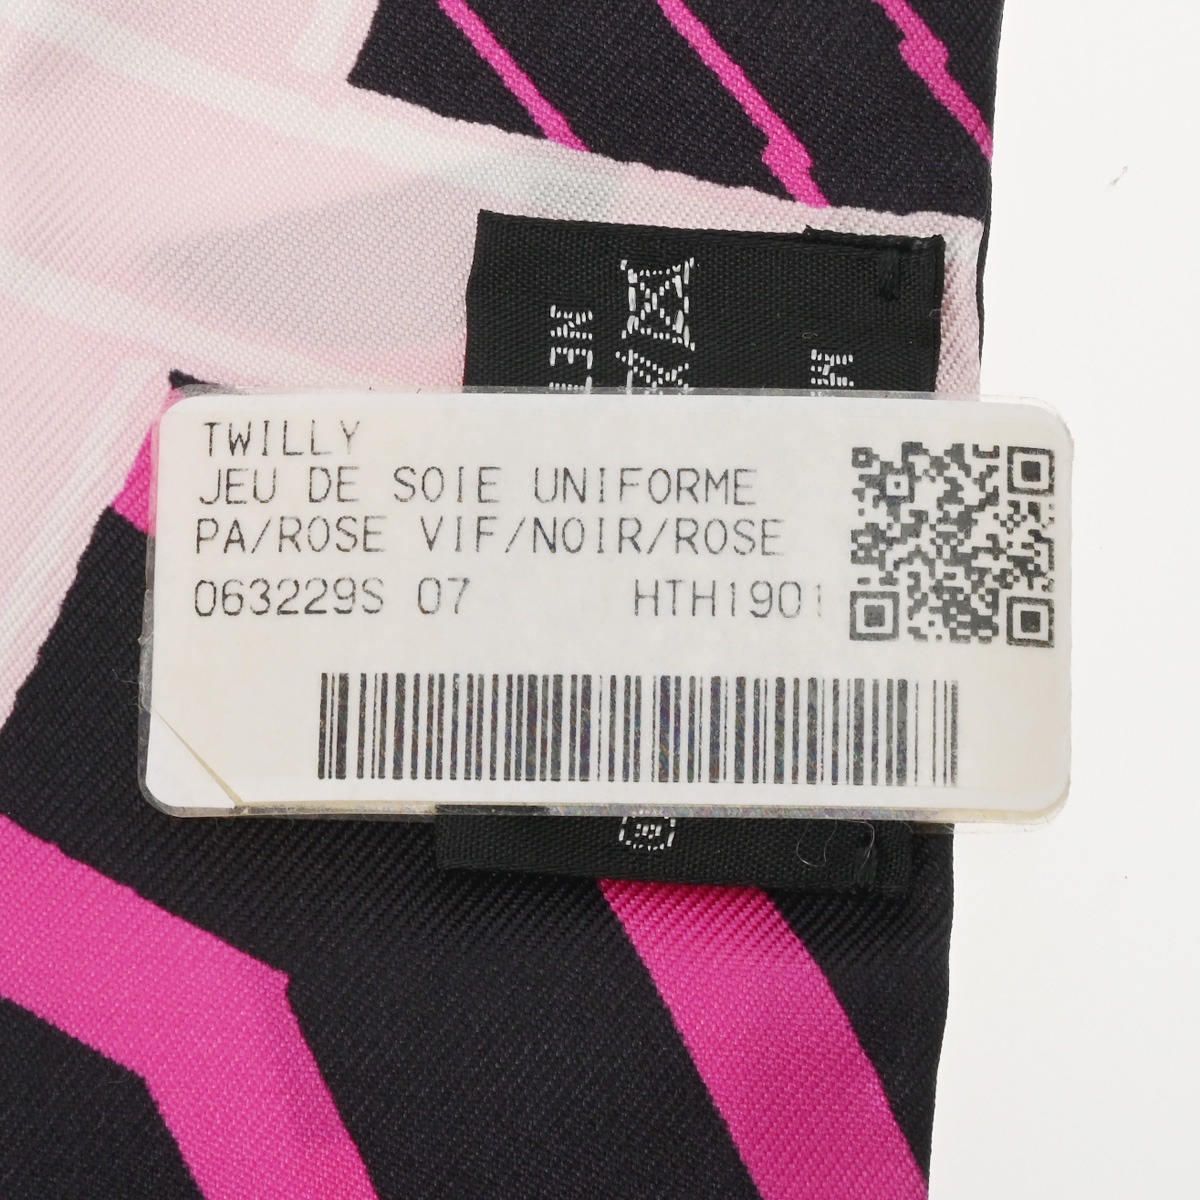 TWILLY
JEU DE SOIE UNIFORME
PA/ROSE VIF/NOIR/ROSE
063229S 07 HTH1901